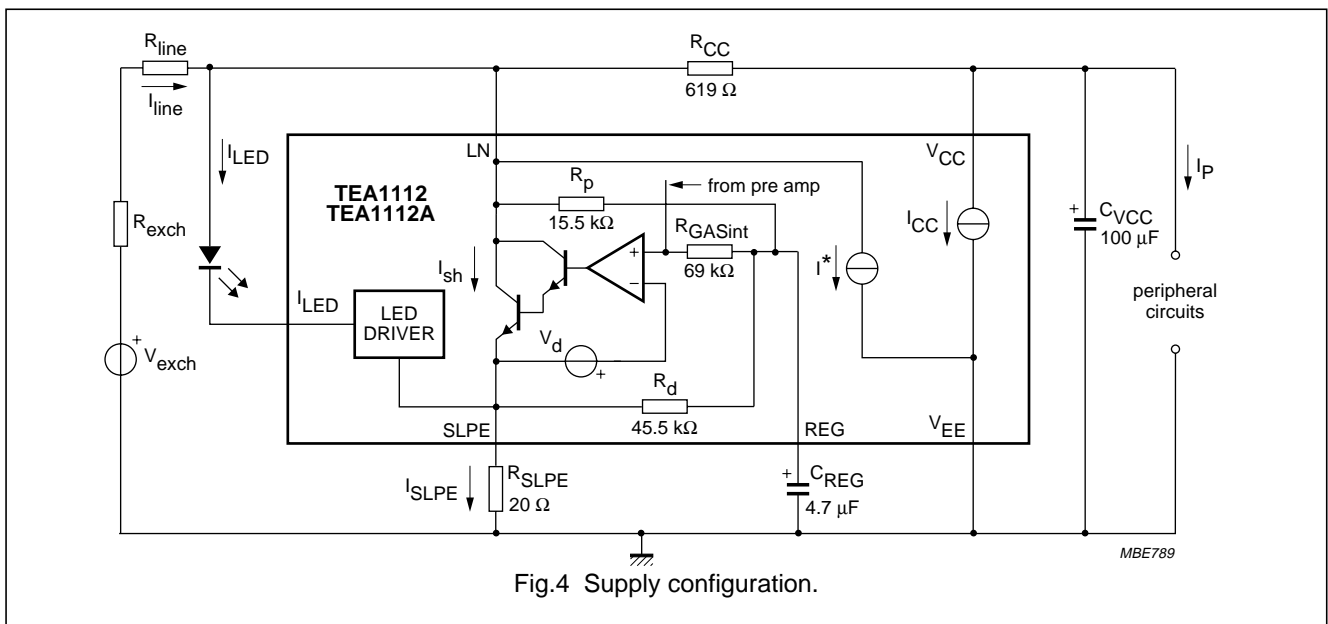 R_line
I_line
R_CC
619 Ω
I_LED
LN
V_CC
I_P
TEA1112
TEA1112A
R_p
15.5 kΩ
from pre amp
R_GASint
69 kΩ
I_CC
+
C_VCC
100 µF
R_exch
+
−
I_sh
I*
peripheral
circuits
I_LED
LED
DRIVER
V_d
−
+
+
V_exch
R_d
45.5 kΩ
SLPE
REG
V_EE
I_SLPE
R_SLPE
20 Ω
+
C_REG
4.7 µF
MBE789
Fig.4 Supply configuration.